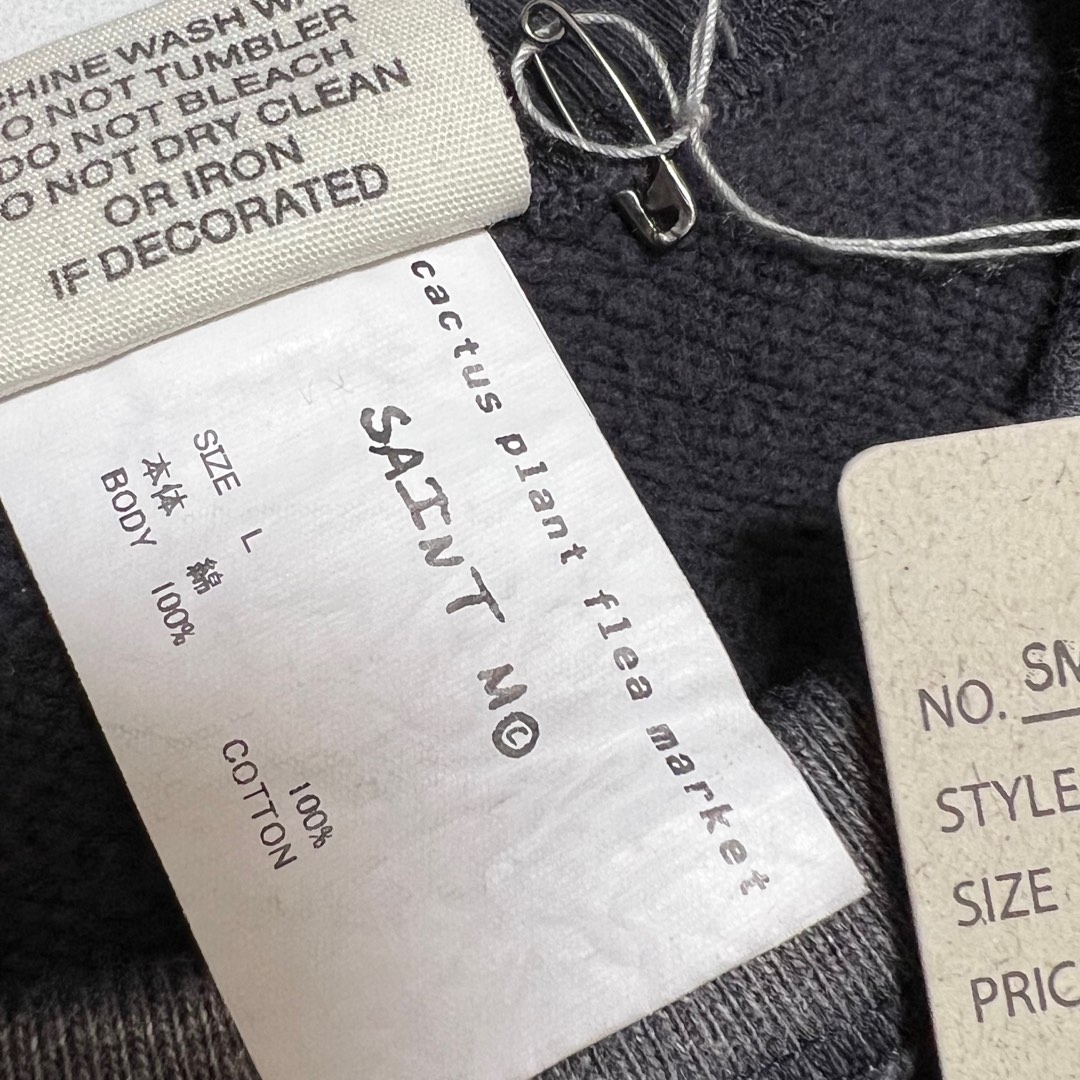 HINE WASH W
O NOT TUMBLER
DO NOT BLEACH
O NOT DRY CLEAN
OR IRON
IF DECORATED
cactus plant flea market
SAINT M©
SIZE L
本体 綿 100%
BODY
100%
COTTON
NO. SM
STYLE
SIZE
PRIC